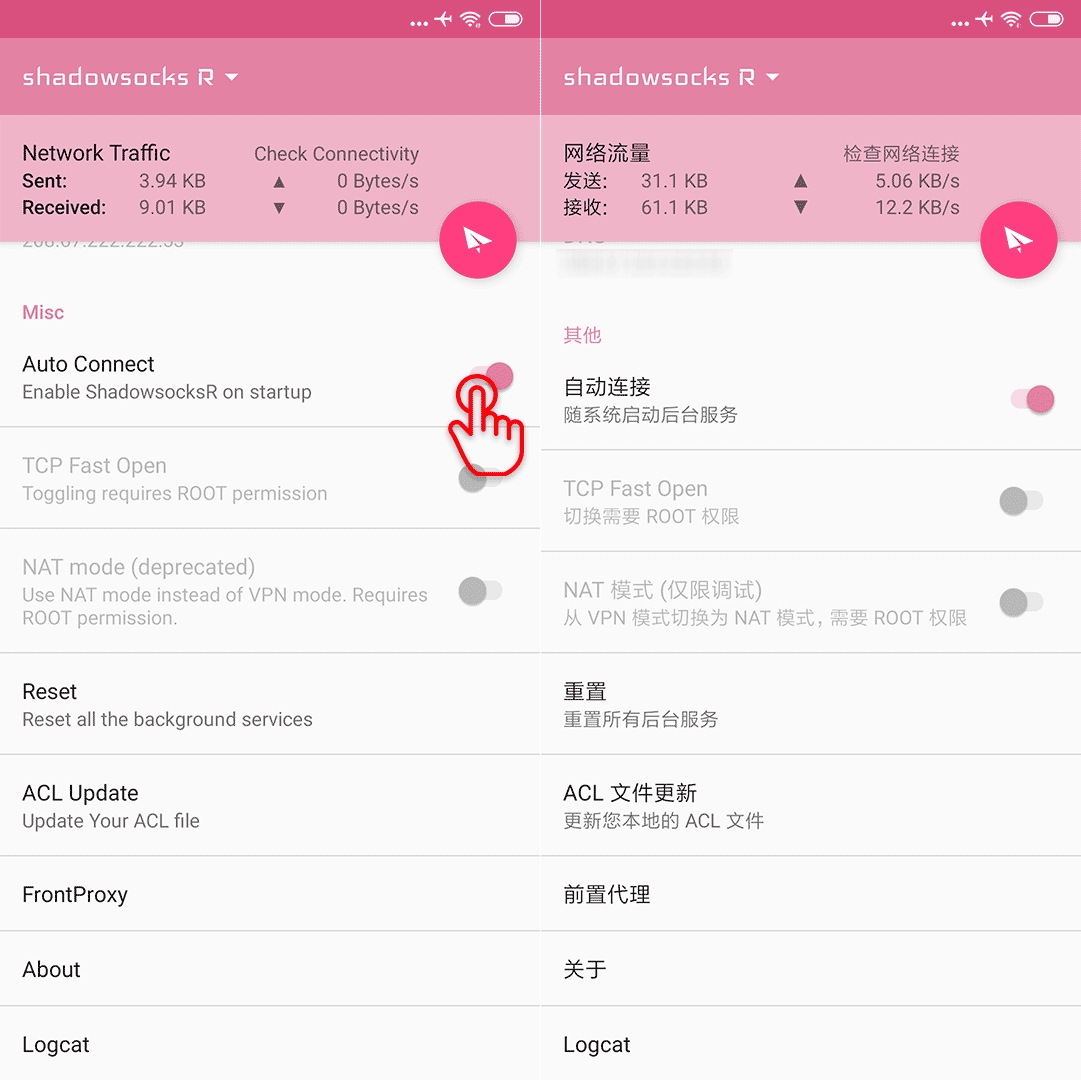 shadowsocks R
Network Traffic Check Connectivity
Sent: 3.94 KB ▲ 0 Bytes/s
Received: 9.01 KB ▼ 0 Bytes/s
Misc
Auto Connect
Enable ShadowsocksR on startup
TCP Fast Open
Toggling requires ROOT permission
NAT mode (deprecated)
Use NAT mode instead of VPN mode. Requires
ROOT permission.
Reset
Reset all the background services
ACL Update
Update Your ACL file
FrontProxy
About
Logcat
shadowsocks R
网络流量 检查网络连接
发送: 31.1 KB ▲ 5.06 KB/s
接收: 61.1 KB ▼ 12.2 KB/s
其他
自动连接
随系统启动后台服务
TCP Fast Open
切换需要 ROOT 权限
NAT 模式 (仅限调试)
从 VPN 模式切换为 NAT 模式，需要 ROOT 权限
重置
重置所有后台服务
ACL 文件更新
更新您本地的 ACL 文件
前置代理
关于
Logcat